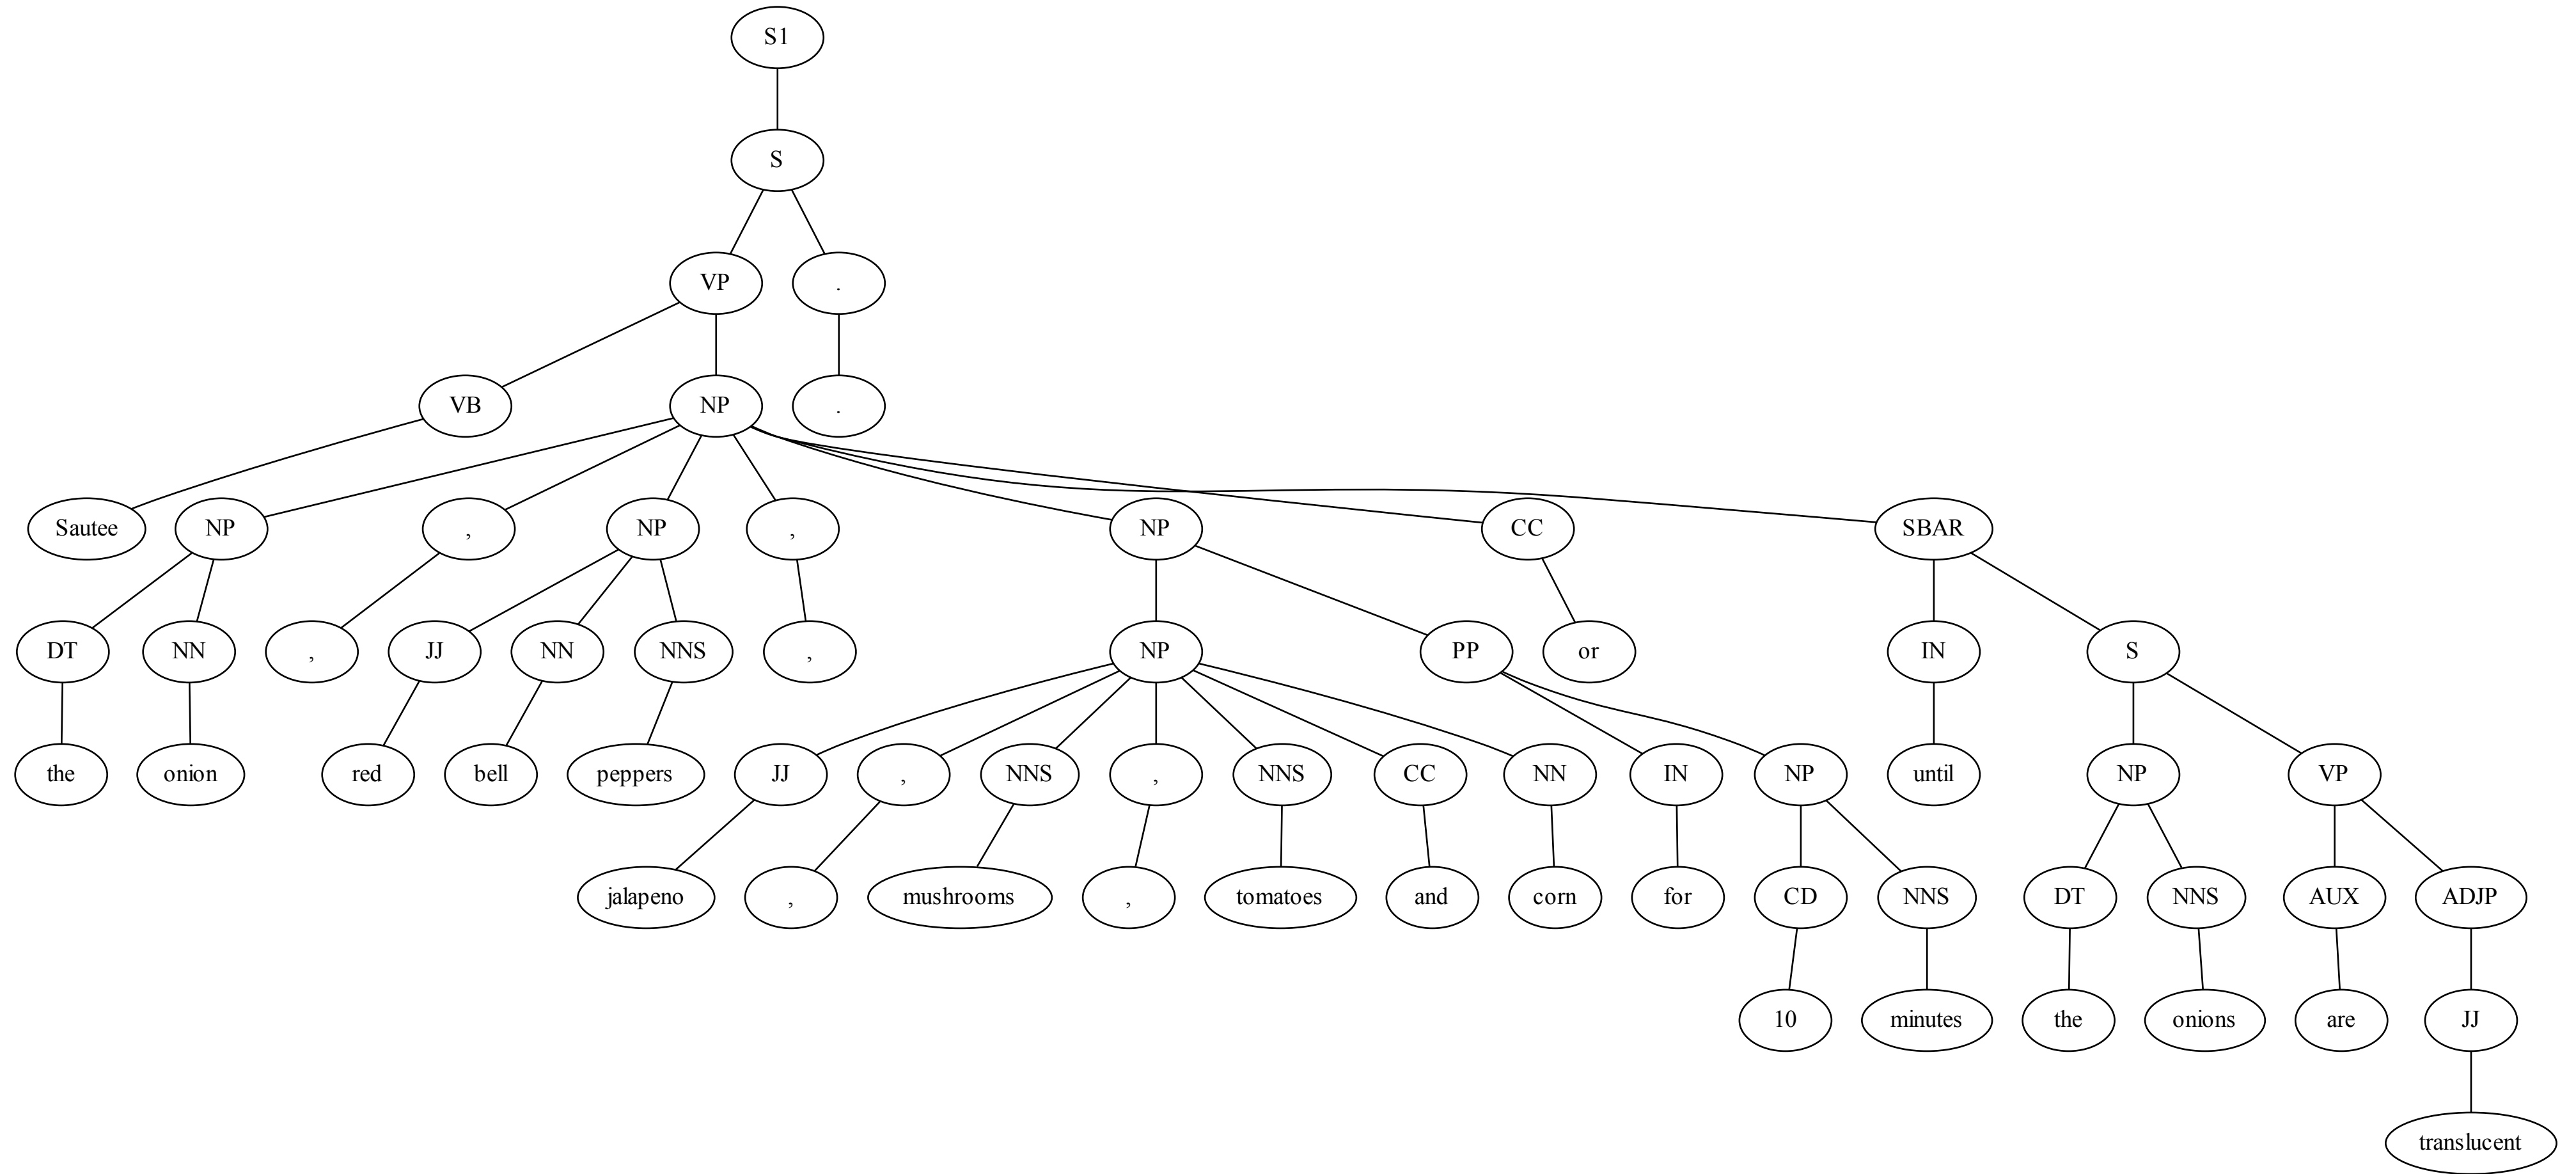 S1
S
VP .
VB NP .
Sautee NP , NP , NP CC SBAR
DT NN , JJ NN NNS , NP PP or IN S
the onion red bell peppers JJ , NNS , NNS CC NN IN NP until NP VP
jalapeno , mushrooms , tomatoes and corn for CD NNS DT NNS AUX ADJP
10 minutes the onions are JJ
translucent